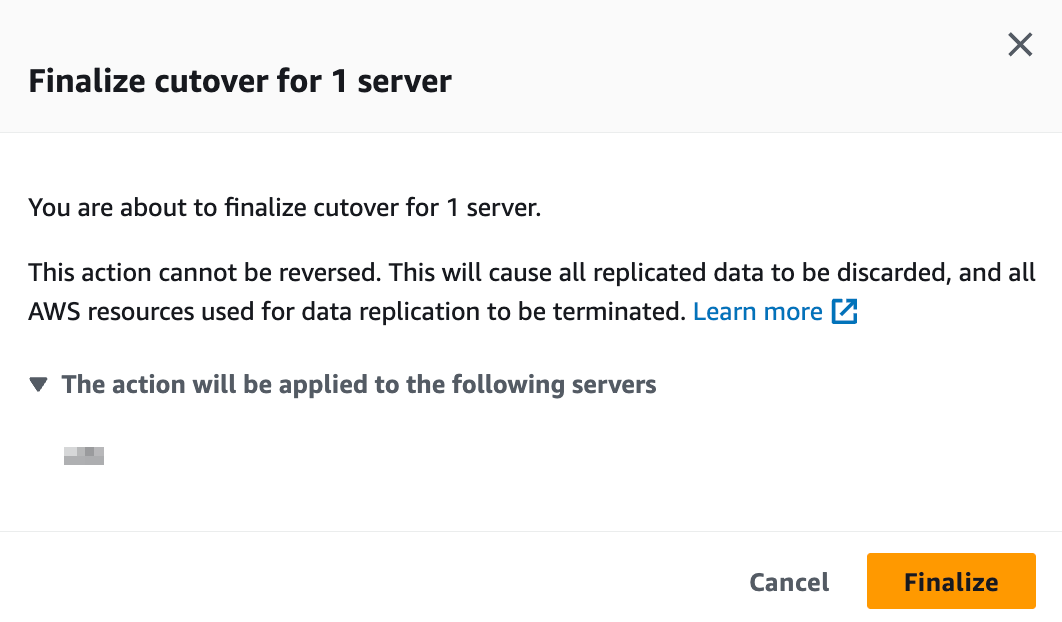 Finalize cutover for 1 server
You are about to finalize cutover for 1 server.
This action cannot be reversed. This will cause all replicated data to be discarded, and all
AWS resources used for data replication to be terminated. Learn more
The action will be applied to the following servers
Cancel Finalize